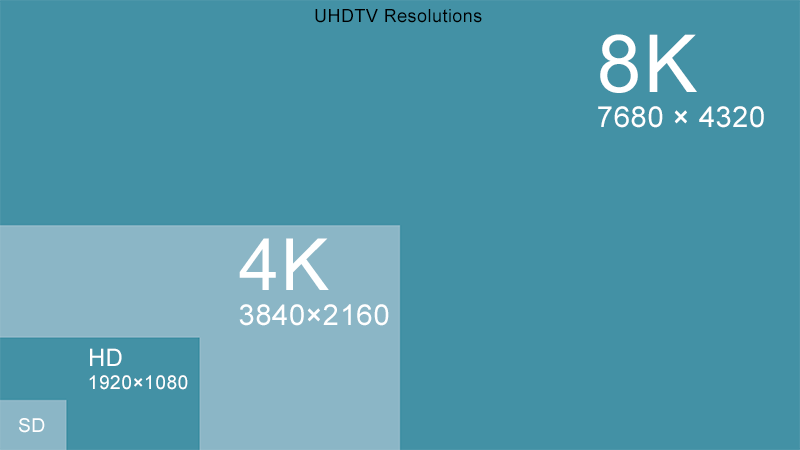 UHDTV Resolutions
8K
7680 × 4320
4K
3840×2160
HD
1920×1080
SD